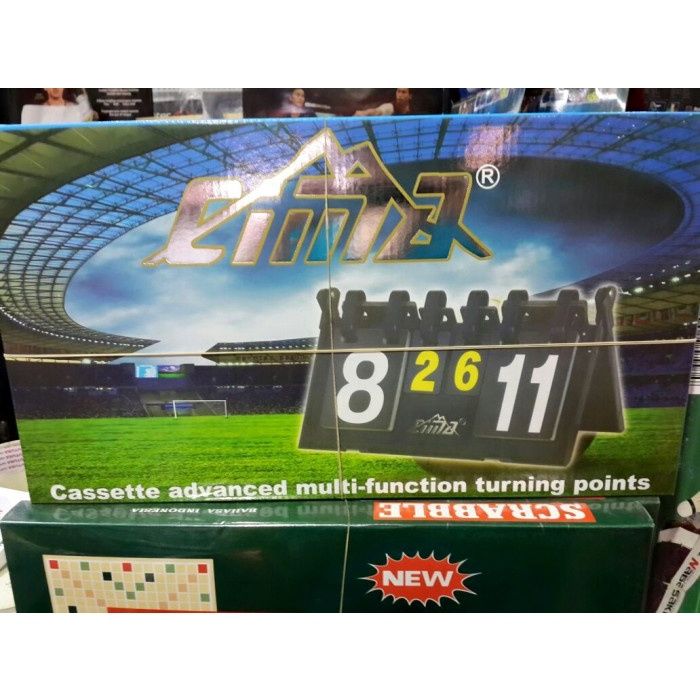 cima®
8 2 6 11
cima
Cassette advanced multi-function turning points
BAHASA INDONESIA
SCRABBLE
NEW